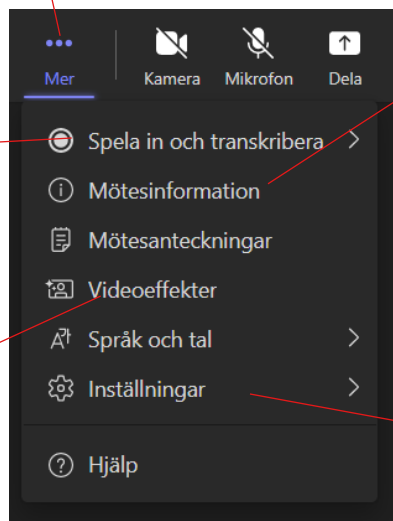 Mer Kamera Mikrofon Dela
Spela in och transkribera
Mötesinformation
Mötesanteckningar
Videoeffekter
Språk och tal
Inställningar
Hjälp